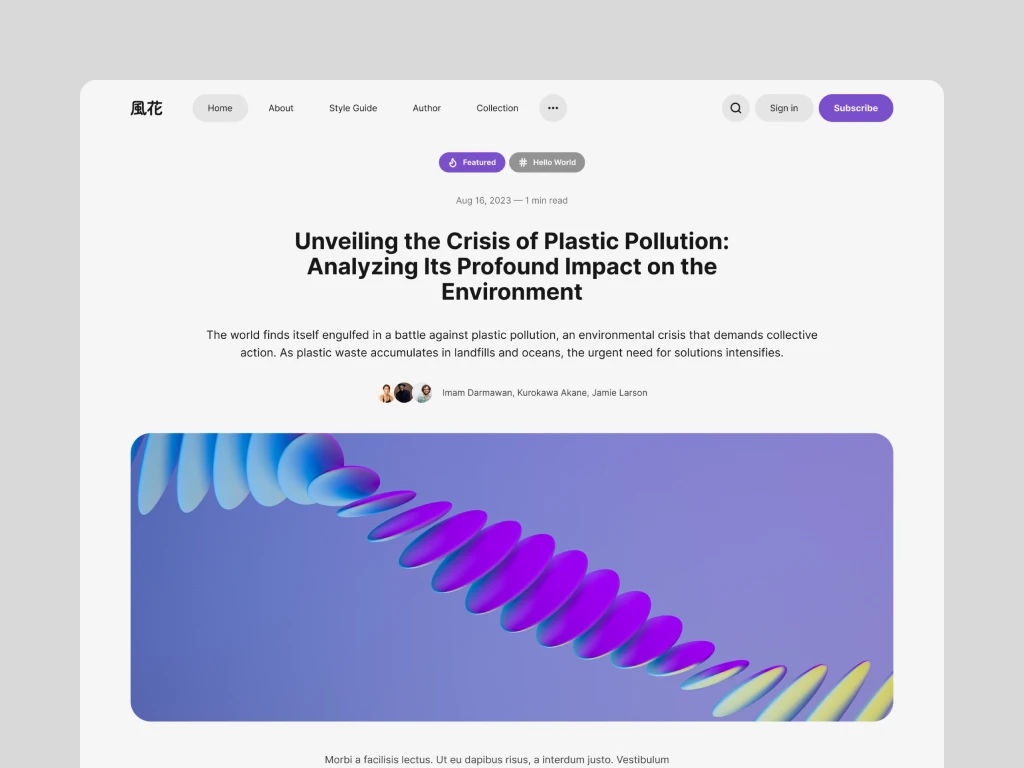 風花
Home
About
Style Guide
Author
Collection
Sign in
Subscribe
Featured
Hello World
Aug 16, 2023 — 1 min read
Unveiling the Crisis of Plastic Pollution:
Analyzing Its Profound Impact on the
Environment
The world finds itself engulfed in a battle against plastic pollution, an environmental crisis that demands collective
action. As plastic waste accumulates in landfills and oceans, the urgent need for solutions intensifies.
Imam Darmawan, Kurokawa Akane, Jamie Larson
Morbi a facilisis lectus. Ut eu dapibus risus, a interdum justo. Vestibulum